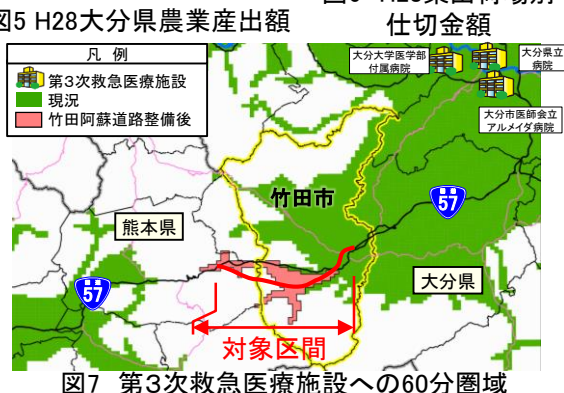 図5 H28大分県農業産出額
仕切金額
凡 例
第3次救急医療施設
現況
竹田阿蘇道路整備後
大分大学医学部
付属病院
大分県立
病院
大分市医師会立
アルメイダ病院
竹田市
57
熊本県
57
大分県
対象区間
図7 第3次救急医療施設への60分圏域